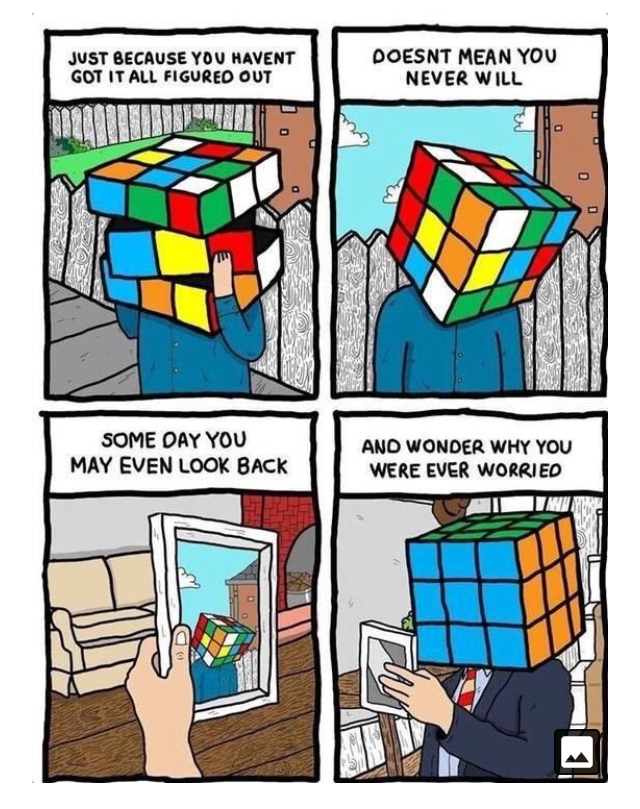 JUST BECAUSE YOU HAVENT
GOT IT ALL FIGURED OUT
DOESNT MEAN YOU
NEVER WILL
SOME DAY YOU
MAY EVEN LOOK BACK
AND WONDER WHY YOU
WERE EVER WORRIED